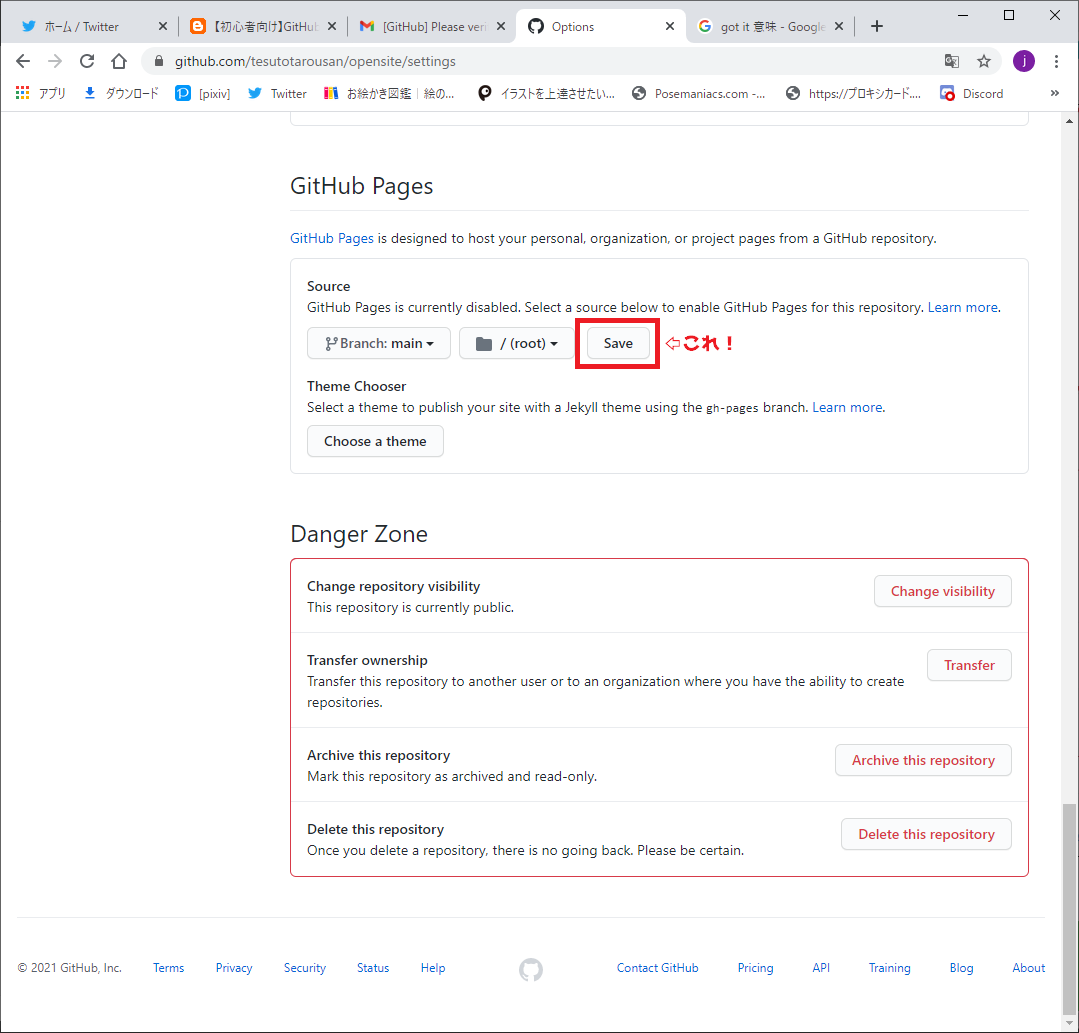 ホーム / Twitter
【初心者向け】GitHub
[GitHub] Please veri
Options
got it 意味 - Google
github.com/tesutotarousan/opensite/settings
j
アプリ
ダウンロード
[pixiv]
Twitter
お絵かき図鑑｜絵の...
イラストを上達させたい...
Posemaniacs.com -...
https://プロキシカード....
Discord
»
GitHub Pages
GitHub Pages is designed to host your personal, organization, or project pages from a GitHub repository.
Source
GitHub Pages is currently disabled. Select a source below to enable GitHub Pages for this repository. Learn more.
Branch: main
/ (root)
Save
⇦これ！
Theme Chooser
Select a theme to publish your site with a Jekyll theme using the gh-pages branch. Learn more.
Choose a theme
Danger Zone
Change repository visibility
This repository is currently public.
Change visibility
Transfer ownership
Transfer this repository to another user or to an organization where you have the ability to create
repositories.
Transfer
Archive this repository
Mark this repository as archived and read-only.
Archive this repository
Delete this repository
Once you delete a repository, there is no going back. Please be certain.
Delete this repository
© 2021 GitHub, Inc.
Terms
Privacy
Security
Status
Help
Contact GitHub
Pricing
API
Training
Blog
About